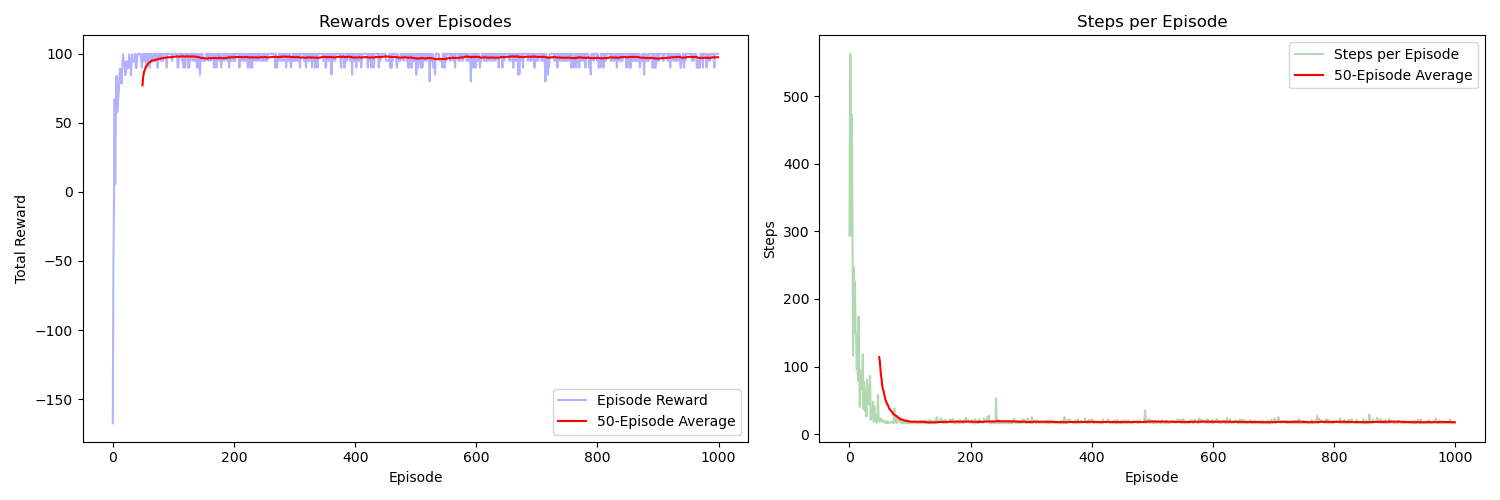 Rewards over Episodes
100
50
0
−50
−100
−150
Total Reward
0
200
400
600
800
1000
Episode
Episode Reward
50-Episode Average
Steps per Episode
500
400
300
200
100
0
Steps
0
200
400
600
800
1000
Episode
Steps per Episode
50-Episode Average